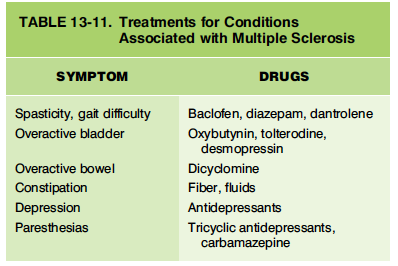 TABLE 13-11. Treatments for Conditions
Associated with Multiple Sclerosis
SYMPTOM DRUGS
Spasticity, gait difficulty Baclofen, diazepam, dantrolene
Overactive bladder Oxybutynin, tolterodine,
desmopressin
Overactive bowel Dicyclomine
Constipation Fiber, fluids
Depression Antidepressants
Paresthesias Tricyclic antidepressants,
carbamazepine